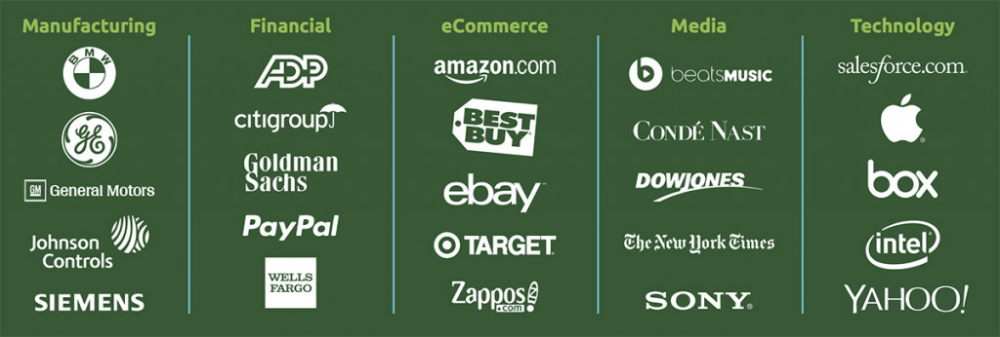 Manufacturing
BMW
GE
GM General Motors
Johnson
Controls
SIEMENS
Financial
ADP
citigroup
Goldman
Sachs
PayPal
WELLS
FARGO
eCommerce
amazon.com
BEST
BUY
ebay
TARGET
Zappos!
.com
Media
b beatsMUSIC
CONDÉ NAST
DOWJONES
The New York Times
SONY
Technology
salesforce.com
box
intel
YAHOO!